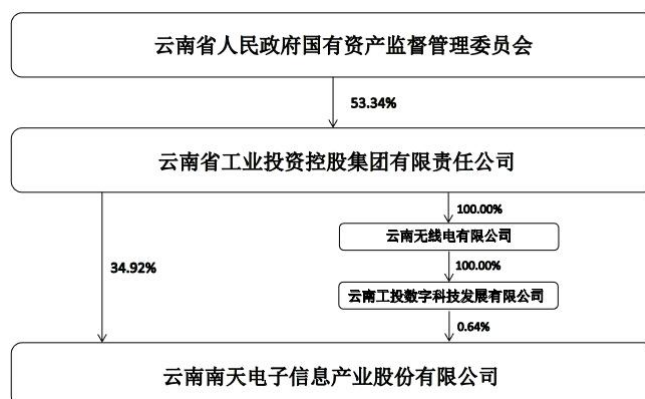 云南省人民政府国有资产监督管理委员会
53.34%
云南省工业投资控股集团有限责任公司
100.00%
云南无线电有限公司
34.92%
100.00%
云南工投数字科技发展有限公司
0.64%
云南南天电子信息产业股份有限公司